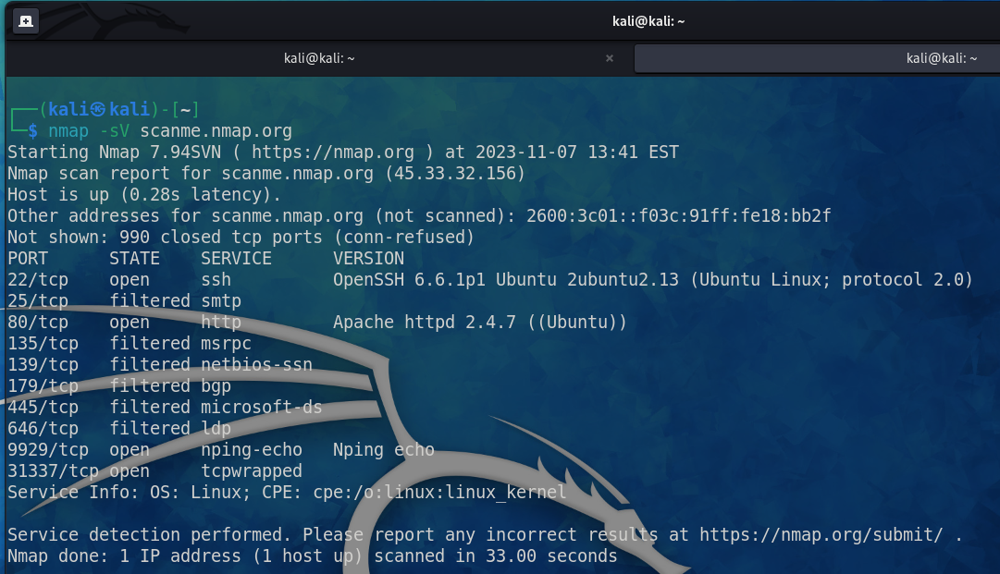 kali@kali: ~
kali@kali: ~ × kali@kali: ~
┌──(kali㉿kali)-[~]
└─$ nmap -sV scanme.nmap.org
Starting Nmap 7.94SVN ( https://nmap.org ) at 2023-11-07 13:41 EST
Nmap scan report for scanme.nmap.org (45.33.32.156)
Host is up (0.28s latency).
Other addresses for scanme.nmap.org (not scanned): 2600:3c01::f03c:91ff:fe18:bb2f
Not shown: 990 closed tcp ports (conn-refused)
PORT      STATE    SERVICE      VERSION
22/tcp    open     ssh          OpenSSH 6.6.1p1 Ubuntu 2ubuntu2.13 (Ubuntu Linux; protocol 2.0)
25/tcp    filtered smtp
80/tcp    open     http         Apache httpd 2.4.7 ((Ubuntu))
135/tcp   filtered msrpc
139/tcp   filtered netbios-ssn
179/tcp   filtered bgp
445/tcp   filtered microsoft-ds
646/tcp   filtered ldp
9929/tcp  open     nping-echo   Nping echo
31337/tcp open     tcpwrapped
Service Info: OS: Linux; CPE: cpe:/o:linux:linux_kernel
Service detection performed. Please report any incorrect results at https://nmap.org/submit/ .
Nmap done: 1 IP address (1 host up) scanned in 33.00 seconds